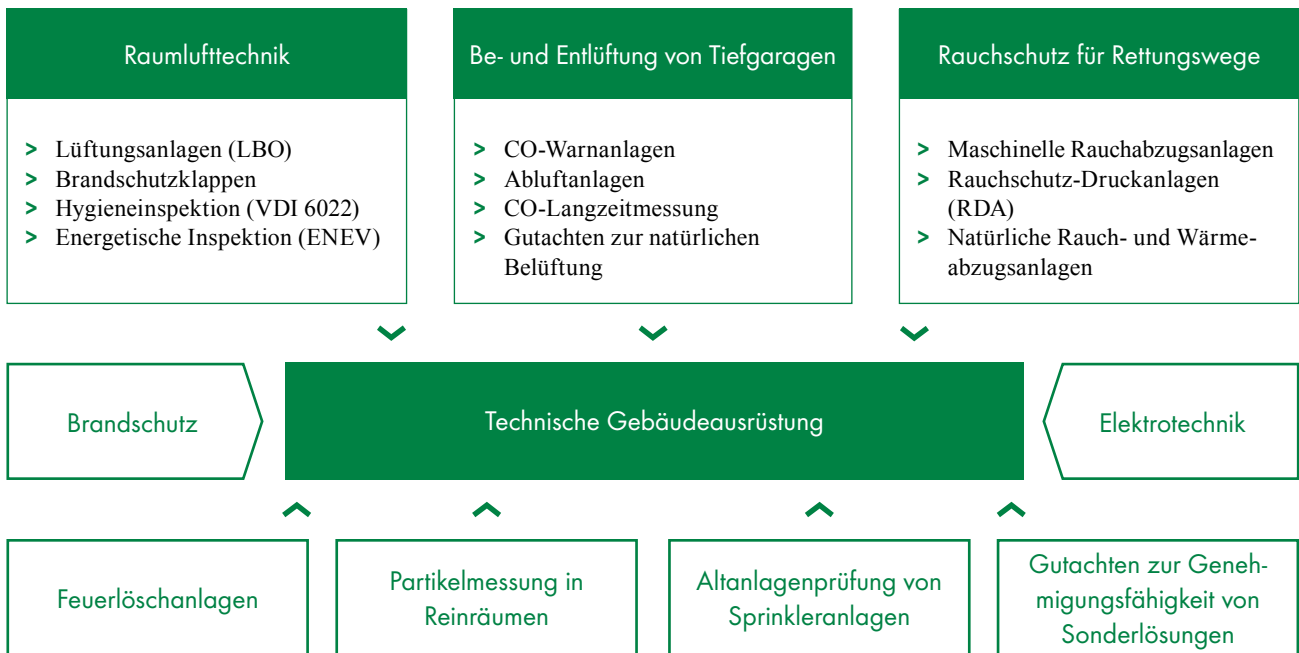 Raumlufttechnik
> Lüftungsanlagen (LBO)
> Brandschutzklappen
> Hygieneinspektion (VDI 6022)
> Energetische Inspektion (ENEV)
Be- und Entlüftung von Tiefgaragen
> CO-Warnanlagen
> Abluftanlagen
> CO-Langzeitmessung
> Gutachten zur natürlichen
Belüftung
Rauchschutz für Rettungswege
> Maschinelle Rauchabzugsanlagen
> Rauchschutz-Druckanlagen
(RDA)
> Natürliche Rauch- und Wärme-
abzugsanlagen
Brandschutz
Technische Gebäudeausrüstung
Elektrotechnik
Feuerlöschanlagen
Partikelmessung in
Reinräumen
Altanlagenprüfung von
Sprinkleranlagen
Gutachten zur Geneh-
migungsfähigkeit von
Sonderlösungen